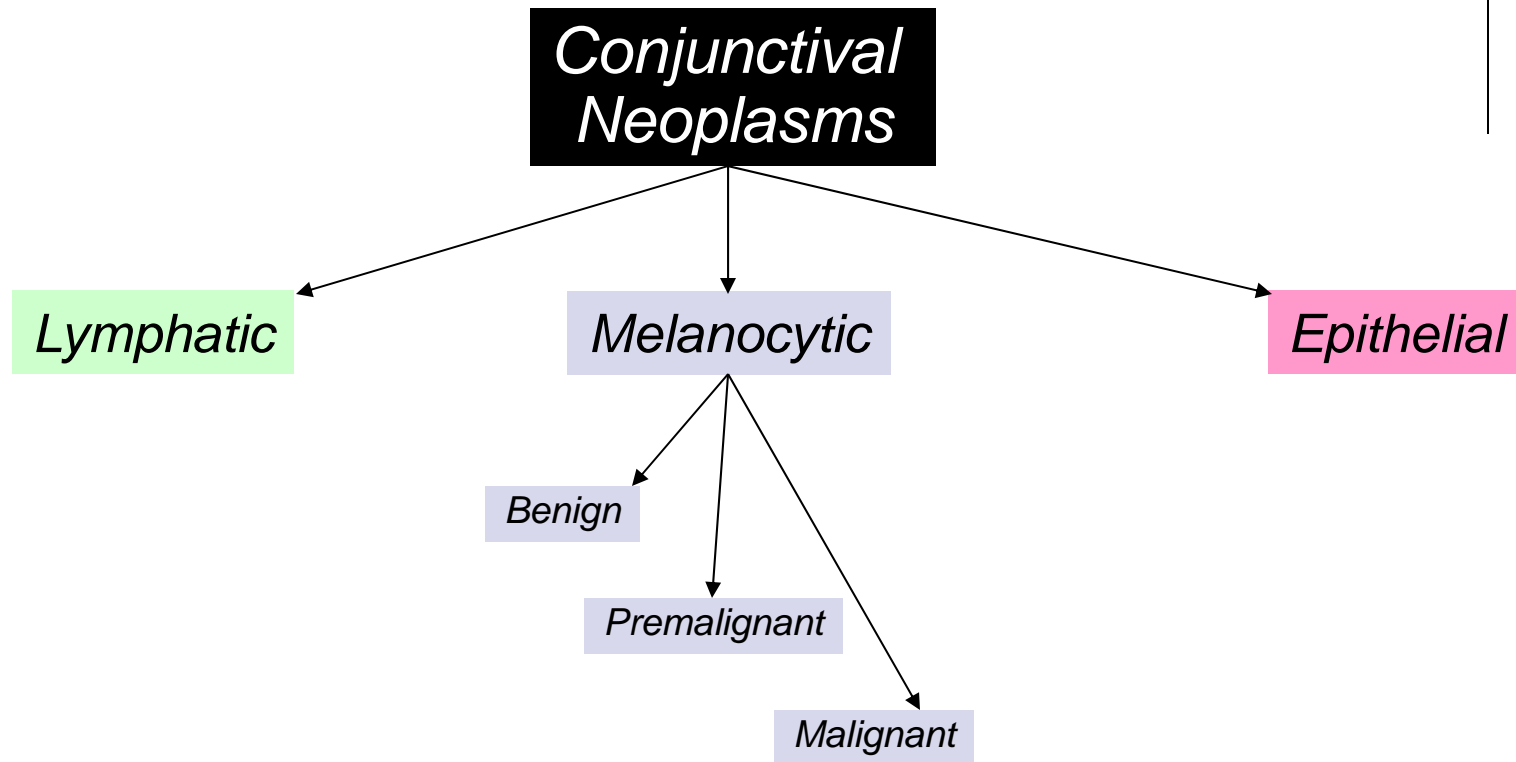 Conjunctival
Neoplasms
Lymphatic
Melanocytic
Epithelial
Benign
Premalignant
Malignant